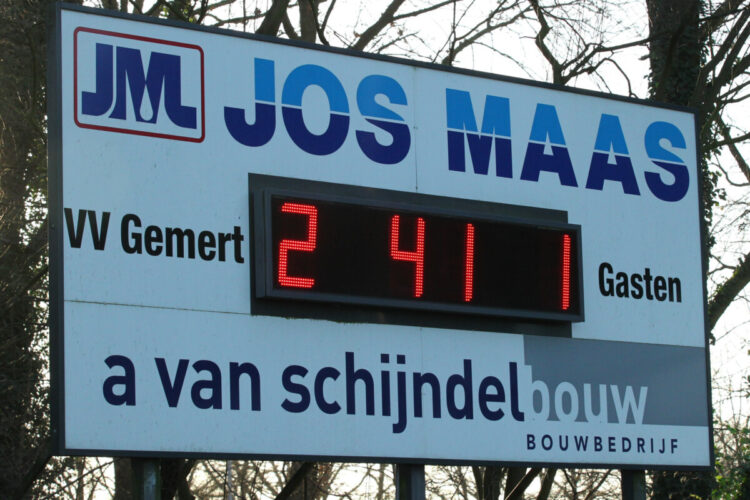 JML JOS MAAS
VV Gemert 2 41 1 Gasten
a van schijndelbouw
BOUWBEDRIJF